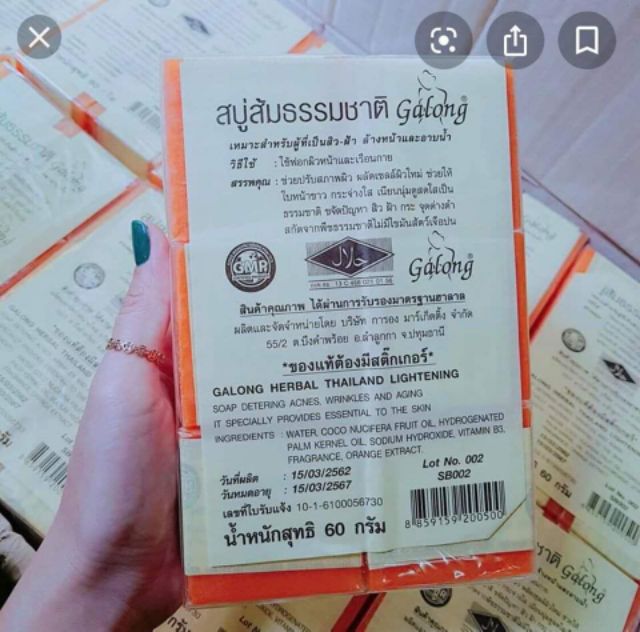 สบู่ส้มธรรมชาติ Galong®
เหมาะสำหรับผู้ที่เป็นสิว-ฝ้า ล้างหน้าและอาบน้ำ
วิธีใช้ : ใช้ฟอกผิวหน้าและเรือนกาย
สรรพคุณ : ช่วยปรับสภาพผิว ผลัดเซลล์ผิวใหม่ ช่วยให้
ใบหน้าขาว กระจ่างใส เนียนนุ่มดูสดใสเป็น
ธรรมชาติ ขจัดปัญหา สิว ฝ้า กระ จุดด่างดำ
สกัดจากพืชธรรมชาติไม่มีไขมันสัตว์เจือปน
GMP
حلال
Galong®
สินค้าคุณภาพ ได้ผ่านการรับรองมาตรฐานฮาลาล
ผลิตและจัดจำหน่ายโดย บริษัท การอง มาร์เก็ตติ้ง จำกัด
55/2 ต.บึงคำพร้อย อ.ลำลูกกา จ.ปทุมธานี
*ของแท้ต้องมีสติ๊กเกอร์*
GALONG HERBAL THAILAND LIGHTENING
SOAP DETERING ACNES. WRINKLES AND AGING
IT SPECIALLY PROVIDES ESSENTIAL TO THE SKIN
INGREDIENTS : WATER, COCO NUCIFERA FRUIT OIL, HYDROGENATED
PALM KERNEL OIL, SODIUM HYDROXIDE, VITAMIN B3,
FRAGRANCE, ORANGE EXTRACT.
วันที่ผลิต : 15/03/2562
วันหมดอายุ : 15/03/2567
เลขที่ใบรับแจ้ง 10-1-6100056730
น้ำหนักสุทธิ 60 กรัม
Lot No. 002
SB002
8 859159 200500